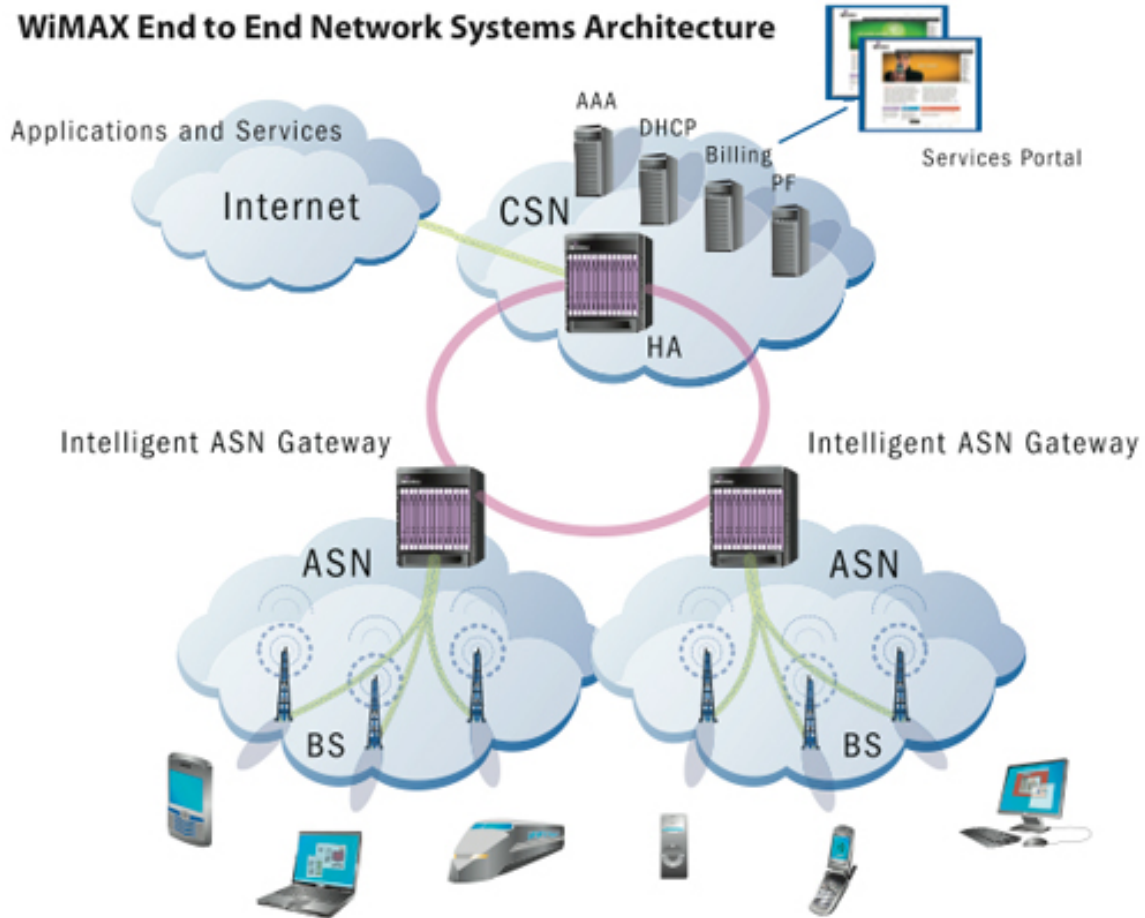 WiMAX End to End Network Systems Architecture
Applications and Services
Internet
AAA
DHCP
Billing
PF
Services Portal
CSN
HA
Intelligent ASN Gateway
Intelligent ASN Gateway
ASN
ASN
BS
BS